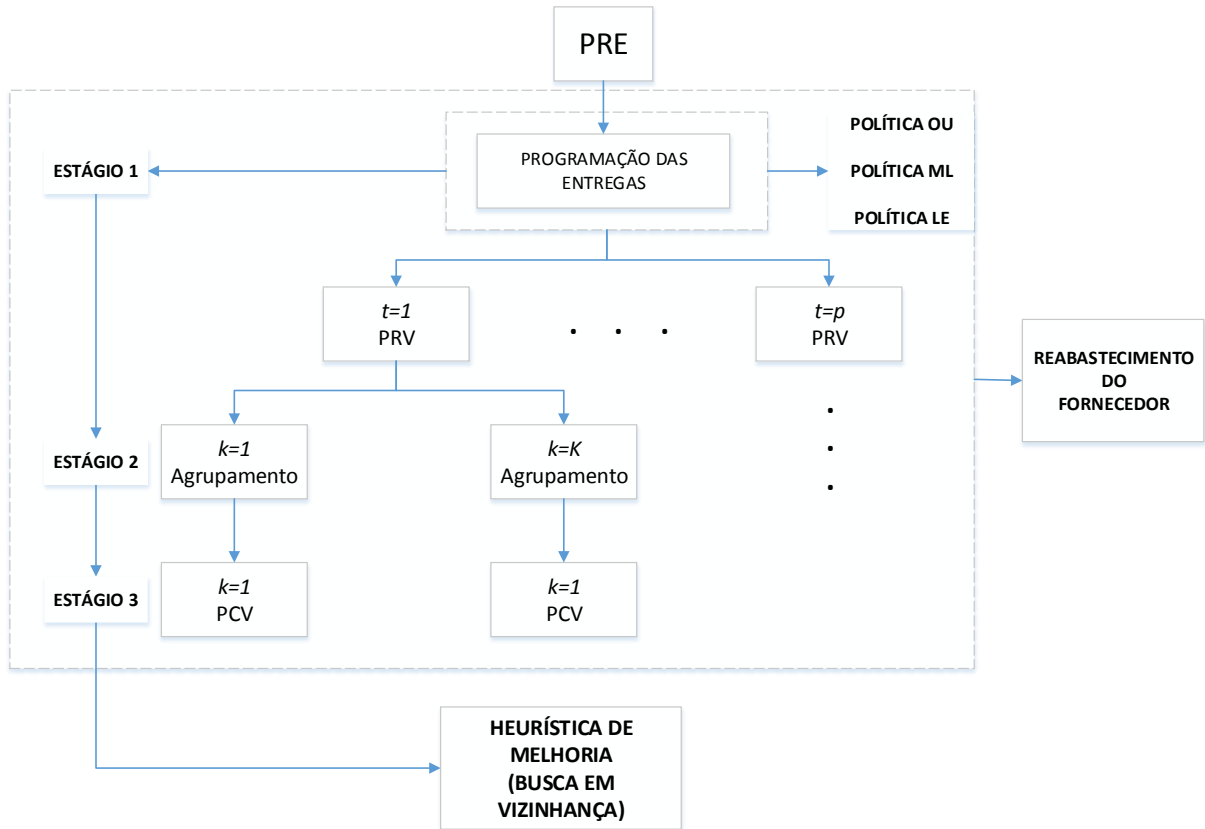 PRE
PROGRAMAÇÃO DAS
ENTREGAS
POLÍTICA OU
POLÍTICA ML
POLÍTICA LE
ESTÁGIO 1
t=1
PRV
. . .
t=p
PRV
REABASTECIMENTO
DO
FORNECEDOR
.
.
.
ESTÁGIO 2
k=1
Agrupamento
k=K
Agrupamento
ESTÁGIO 3
k=1
PCV
k=1
PCV
HEURÍSTICA DE
MELHORIA
(BUSCA EM
VIZINHANÇA)